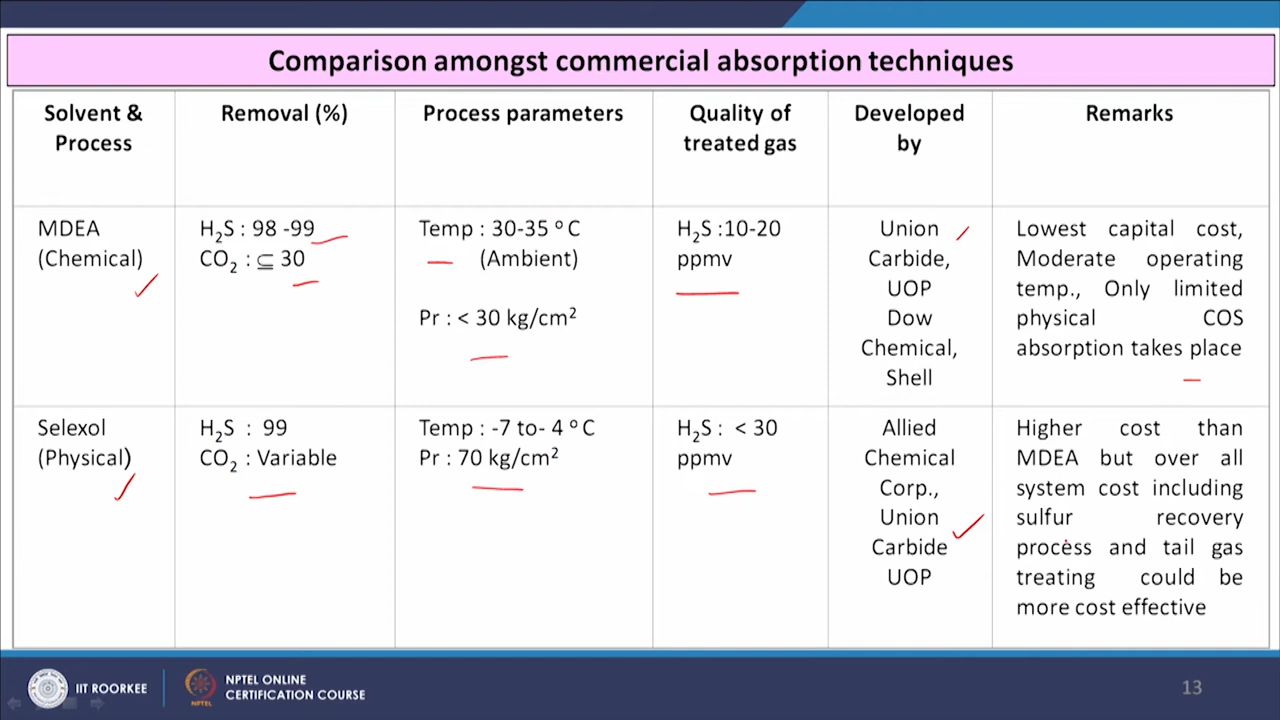 Comparison amongst commercial absorption techniques
Solvent & Process
Removal (%)
Process parameters
Quality of treated gas
Developed by
Remarks
MDEA
(Chemical)
H₂S : 98 -99
CO₂ : ⊆ 30
Temp : 30-35 °C
(Ambient)
Pr : < 30 kg/cm²
H₂S :10-20
ppmv
Union
Carbide,
UOP
Dow
Chemical,
Shell
Lowest capital cost,
Moderate operating
temp., Only limited
physical COS
absorption takes place
Selexol
(Physical)
H₂S : 99
CO₂ : Variable
Temp : -7 to- 4 °C
Pr : 70 kg/cm²
H₂S : < 30
ppmv
Allied
Chemical
Corp.,
Union
Carbide
UOP
Higher cost than
MDEA but over all
system cost including
sulfur recovery
process and tail gas
treating could be
more cost effective
IIT ROORKEE
NPTEL
NPTEL ONLINE
CERTIFICATION COURSE
13